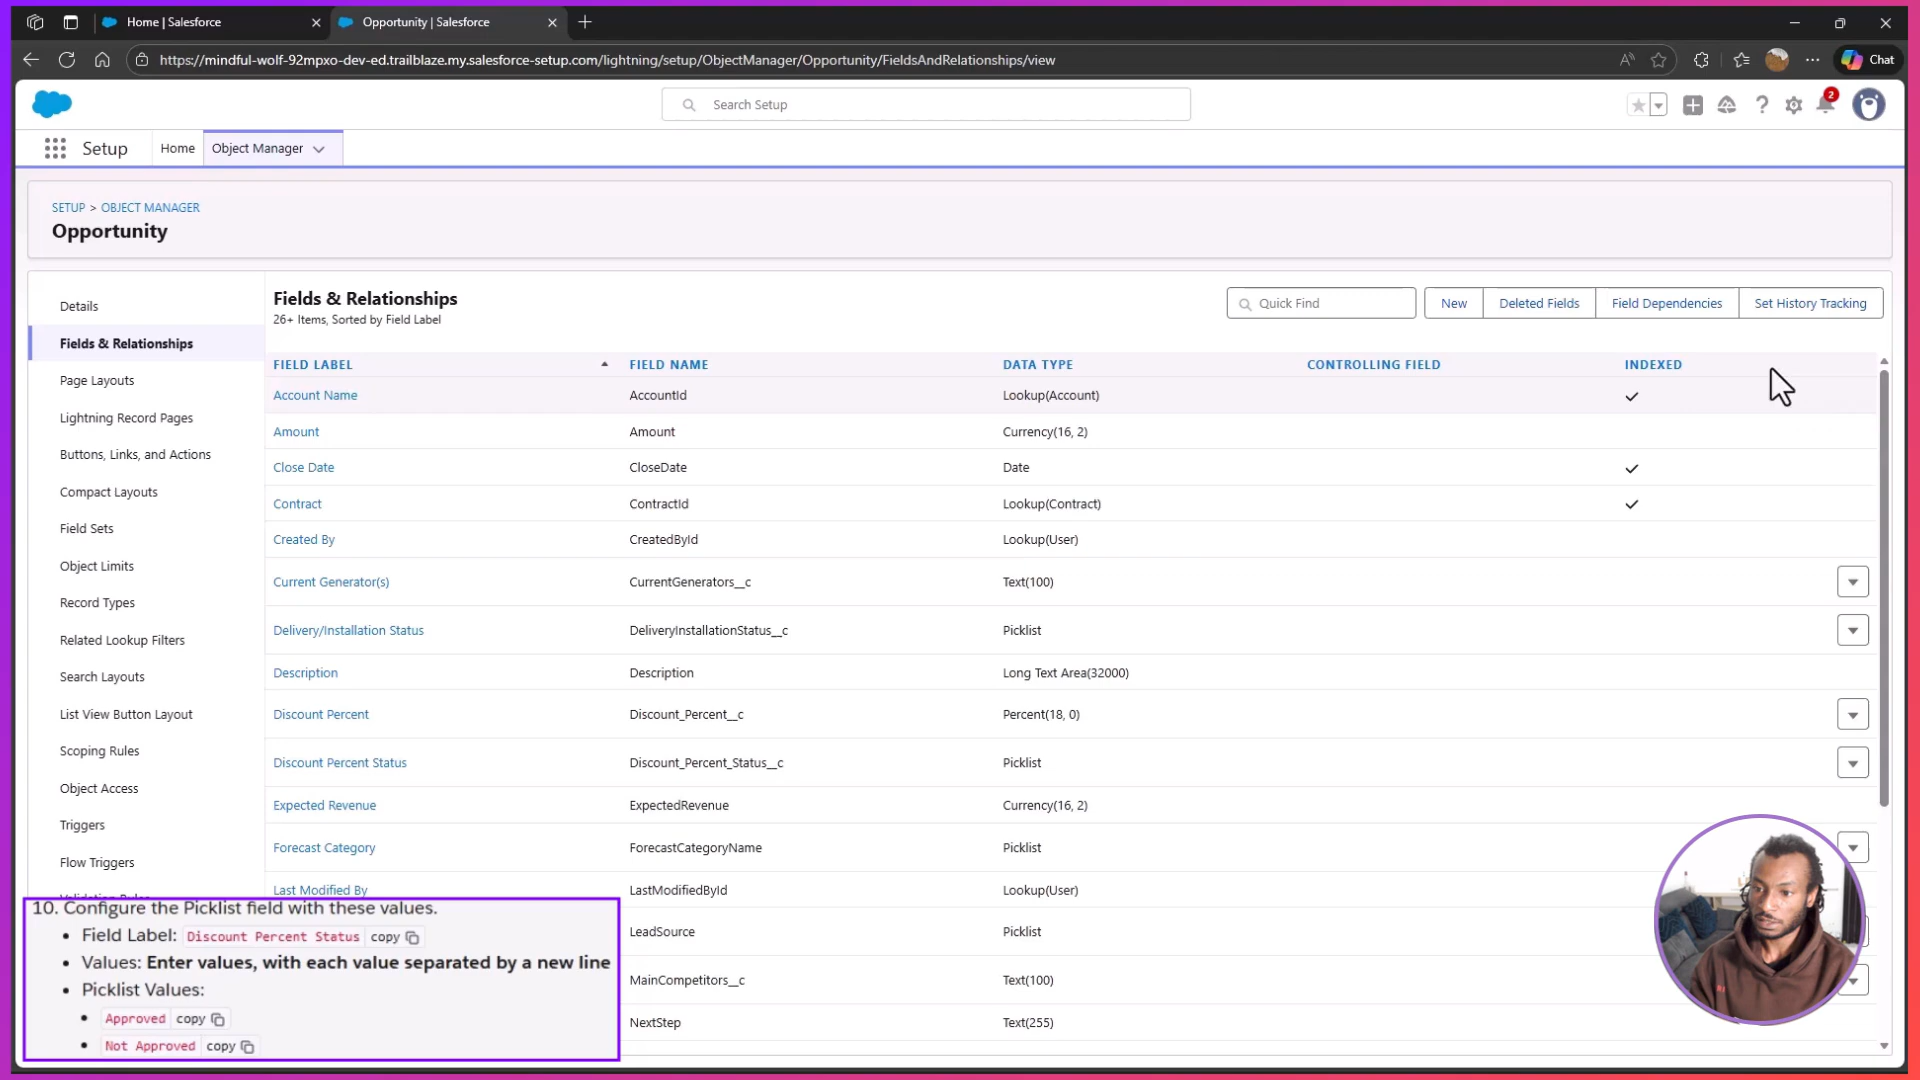 Home | Salesforce
Opportunity | Salesforce
https://mindful-wolf-92mpxo-dev-ed.trailblaze.my.salesforce-setup.com/lightning/setup/ObjectManager/Opportunity/FieldsAndRelationships/view
Chat
Search Setup
2
Setup
Home
Object Manager
SETUP > OBJECT MANAGER
Opportunity
Details
Fields & Relationships
Page Layouts
Lightning Record Pages
Buttons, Links, and Actions
Compact Layouts
Field Sets
Object Limits
Record Types
Related Lookup Filters
Search Layouts
List View Button Layout
Scoping Rules
Object Access
Triggers
Flow Triggers
Fields & Relationships
26+ Items, Sorted by Field Label
Quick Find
New
Deleted Fields
Field Dependencies
Set History Tracking
FIELD LABEL FIELD NAME DATA TYPE CONTROLLING FIELD INDEXED
Account Name AccountId Lookup(Account)
Amount Amount Currency(16, 2)
Close Date CloseDate Date
Contract ContractId Lookup(Contract)
Created By CreatedById Lookup(User)
Current Generator(s) CurrentGenerators__c Text(100)
Delivery/Installation Status DeliveryInstallationStatus__c Picklist
Description Description Long Text Area(32000)
Discount Percent Discount_Percent__c Percent(18, 0)
Discount Percent Status Discount_Percent_Status__c Picklist
Expected Revenue ExpectedRevenue Currency(16, 2)
Forecast Category ForecastCategoryName Picklist
Last Modified By LastModifiedById Lookup(User)
LeadSource Picklist
MainCompetitors__c Text(100)
NextStep Text(255)
10. Configure the Picklist field with these values.
• Field Label: Discount Percent Status copy
• Values: Enter values, with each value separated by a new line
• Picklist Values:
• Approved copy
• Not Approved copy